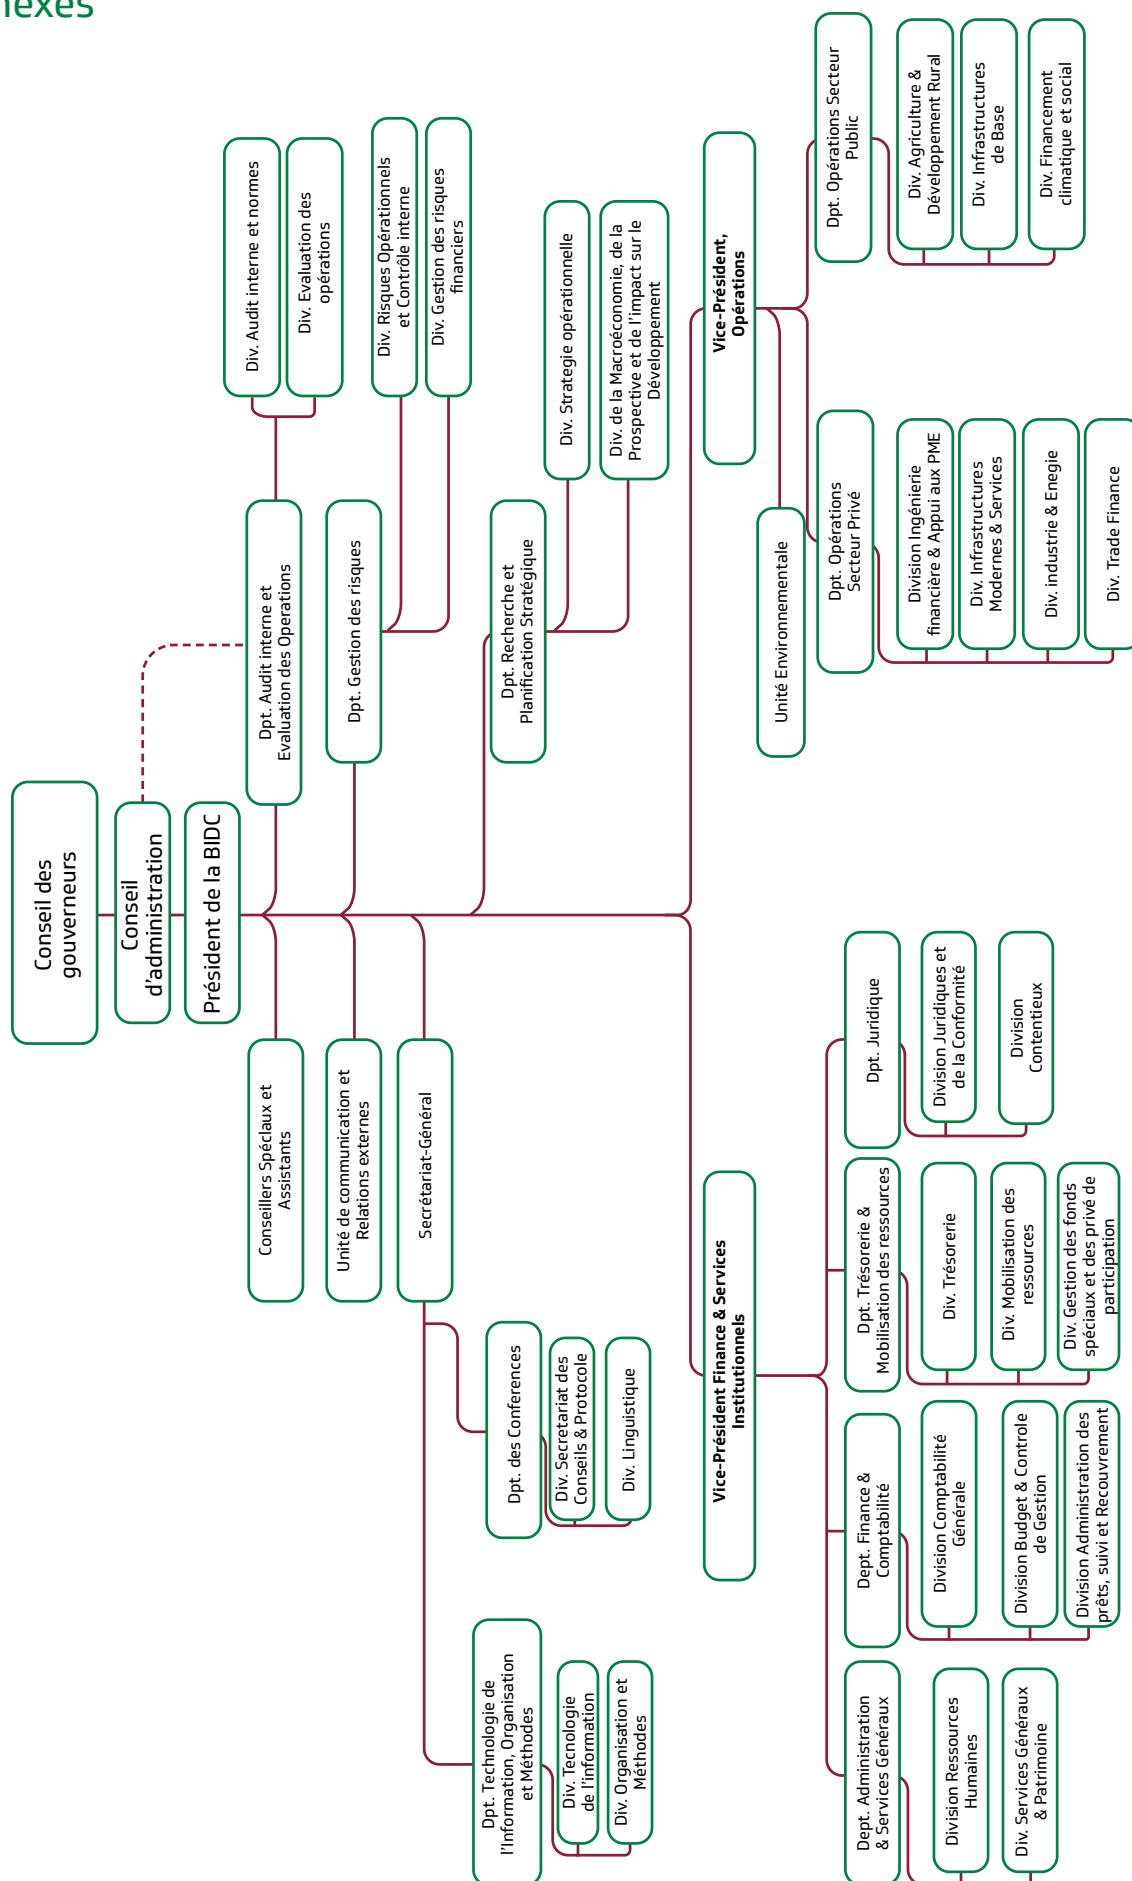 nexes
Conseil des
gouverneurs
Conseil
d'administration
Président de la BIDC
Conseillers Spéclaux et
Assistants
Unité de communication et
Relations externes
Secrétariat-Général
Dpt. Audit interne et
Evaluation des Operations
Div. Audit interne et normes
Div. Evaluation des
opérations
Dpt. Gestion des risques
Div. Risques Opérationnels
et Contrôle interne
Div. Gestion des risques
financiers
Dpt. Recherche et
Planification Stratégique
Div. Strategie opérationnelle
Div. de la Macroéconomie, de la
Prospective et de l'impact sur le
Développement
Dpt. Technologie de
l'Information, Organisation
et Méthodes
Div. Tecnologie
de l'information
Div. Organisation et
Méthodes
Dpt. des Conferences
Div. Secretariat des
Conseils & Protocole
Div. Linguistique
Vice-Président Finance & Services
Institutionnels
Dept. Administration
& Services Généraux
Division Ressources
Humaines
Div. Services Généraux
& Patrimoine
Dept. Finance &
Comptabilité
Division Comptabilité
Générale
Division Budget & Controle
de Gestion
Division Administration des
prêts, suivi et Recouvrement
Dpt. Trésorerie &
Mobilisation des ressources
Div. Trésorerie
Div. Mobilisation des
ressources
Div. Gestion des fonds
spéciaux et des privé de
participation
Dpt. Juridique
Division Juridiques et
de la Conformité
Division
Contentieux
Vice-Président,
Opérations
Unité Environnementale
Dpt. Opérations
Secteur Privé
Division Ingénierie
financière & Appui aux PME
Div. Infrastructures
Modernes & Services
Div. industrie & Enegie
Div. Trade Finance
Dpt. Opérations Secteur
Public
Div. Agriculture &
Développement Rural
Div. Infrastructures
de Base
Div. Financement
climatique et social